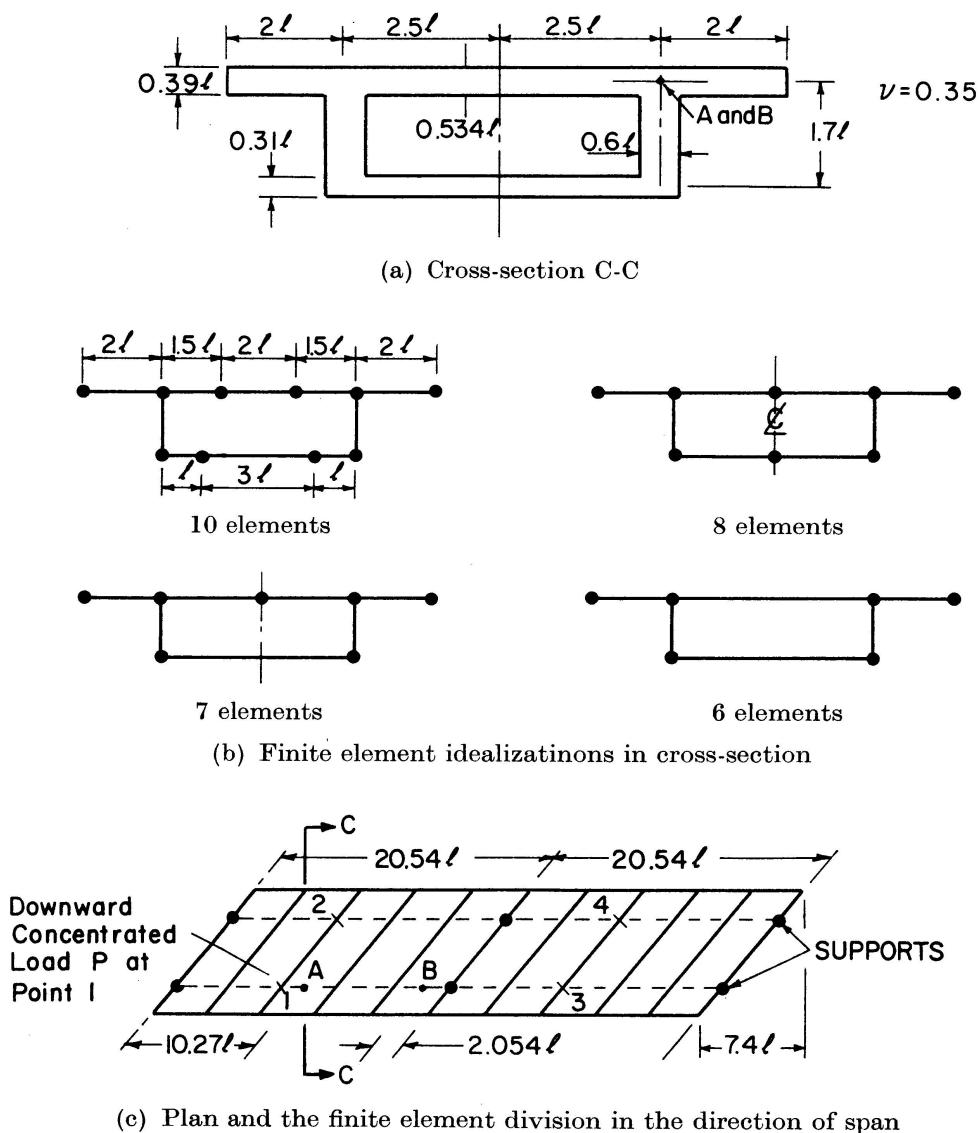 2ℓ 2.5ℓ 2.5ℓ 2ℓ
0.39ℓ
ν=0.35
A and B
0.534ℓ
0.31ℓ
0.6ℓ
1.7ℓ
(a) Cross-section C-C
2ℓ 1.5ℓ 2ℓ 1.5ℓ 2ℓ
℄
ℓ 3ℓ ℓ
10 elements
8 elements
7 elements
6 elements
(b) Finite element idealizatinons in cross-section
C
20.54ℓ 20.54ℓ
Downward
Concentrated
Load P at
Point 1
2
4
A
B
1
3
SUPPORTS
10.27ℓ
2.054ℓ
7.4ℓ
C
(c) Plan and the finite element division in the direction of span